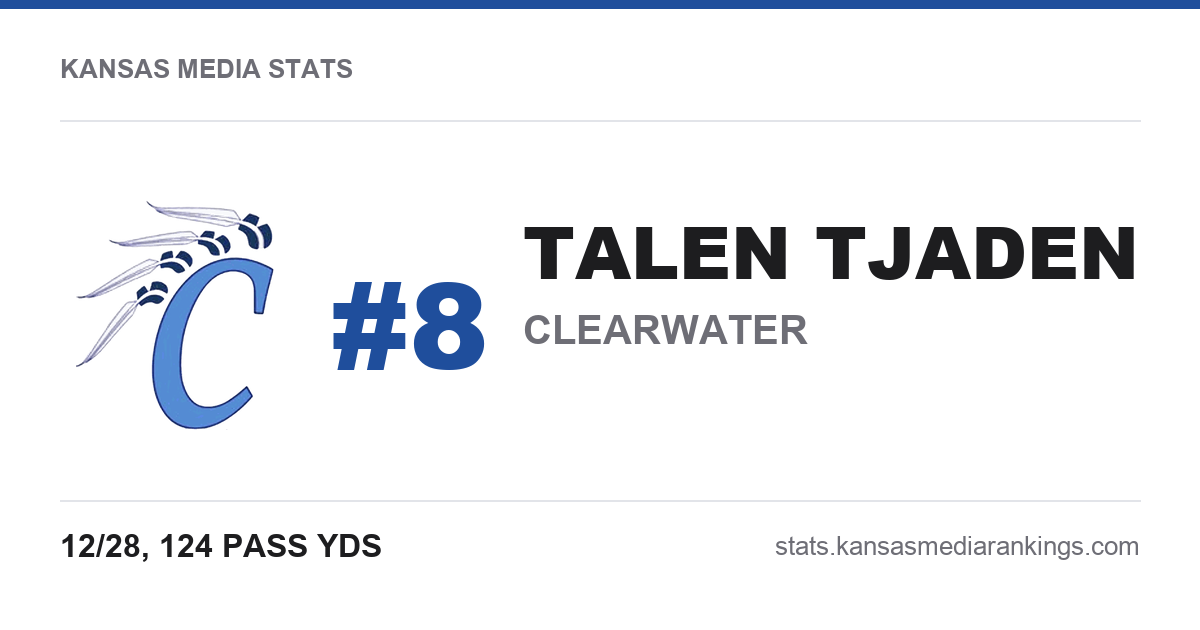 KANSAS MEDIA STATS
C
#8
TALEN TJADEN
CLEARWATER
12/28, 124 PASS YDS
stats.kansasmediarankings.com